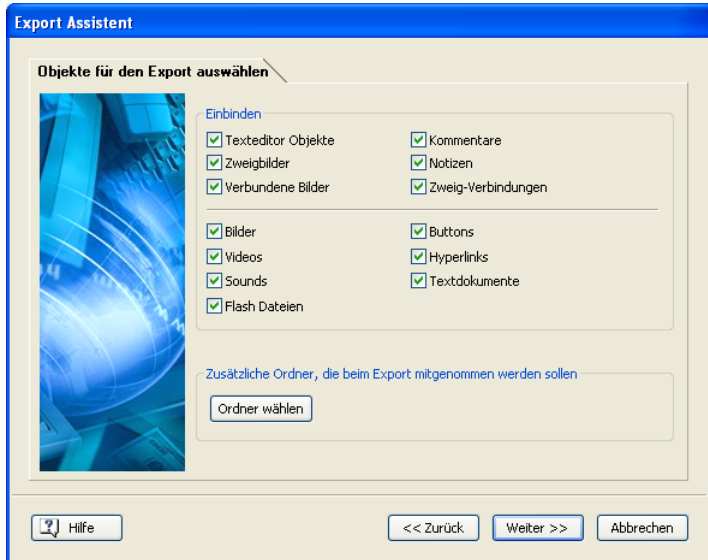 Export Assistent
Objekte für den Export auswählen
Einbinden
Texteditor Objekte
Kommentare
Zweigbilder
Notizen
Verbundene Bilder
Zweig-Verbindungen
Bilder
Buttons
Videos
Hyperlinks
Sounds
Textdokumente
Flash Dateien
Zusätzliche Ordner, die beim Export mitgenommen werden sollen
Ordner wählen
Hilfe
<< Zurück
Weiter >>
Abbrechen